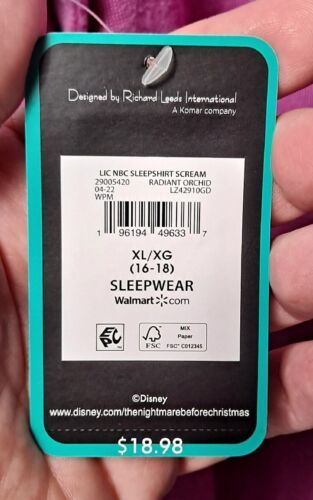 Designed by Richard Leeds International
A Komar company
LIC NBC SLEEPSHIRT SCREAM
29005420 RADIANT ORCHID
04-22 LZ42910GD
WPM
1 96194 49633 7
XL/XG
(16-18)
SLEEPWEAR
Walmart com
EPC
FSC
MIX
Paper
FSC® C012345
©Disney
www.disney.com/thenightmarebeforechristmas
$18.98